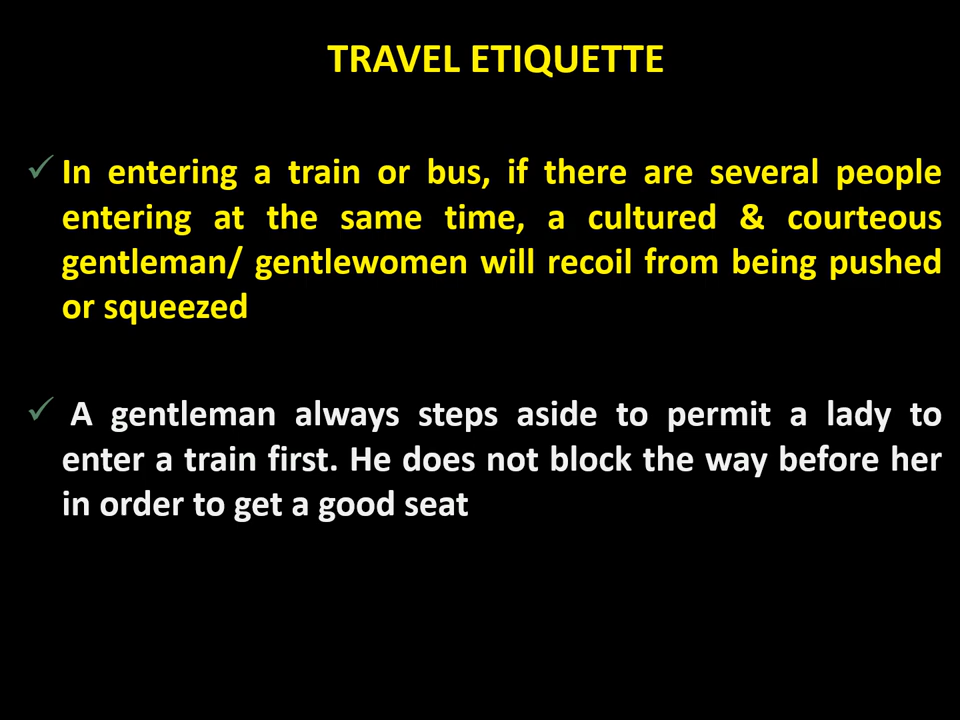 TRAVEL ETIQUETTE
✓ In entering a train or bus, if there are several people
entering at the same time, a cultured & courteous
gentleman/ gentlewomen will recoil from being pushed
or squeezed
✓ A gentleman always steps aside to permit a lady to
enter a train first. He does not block the way before her
in order to get a good seat